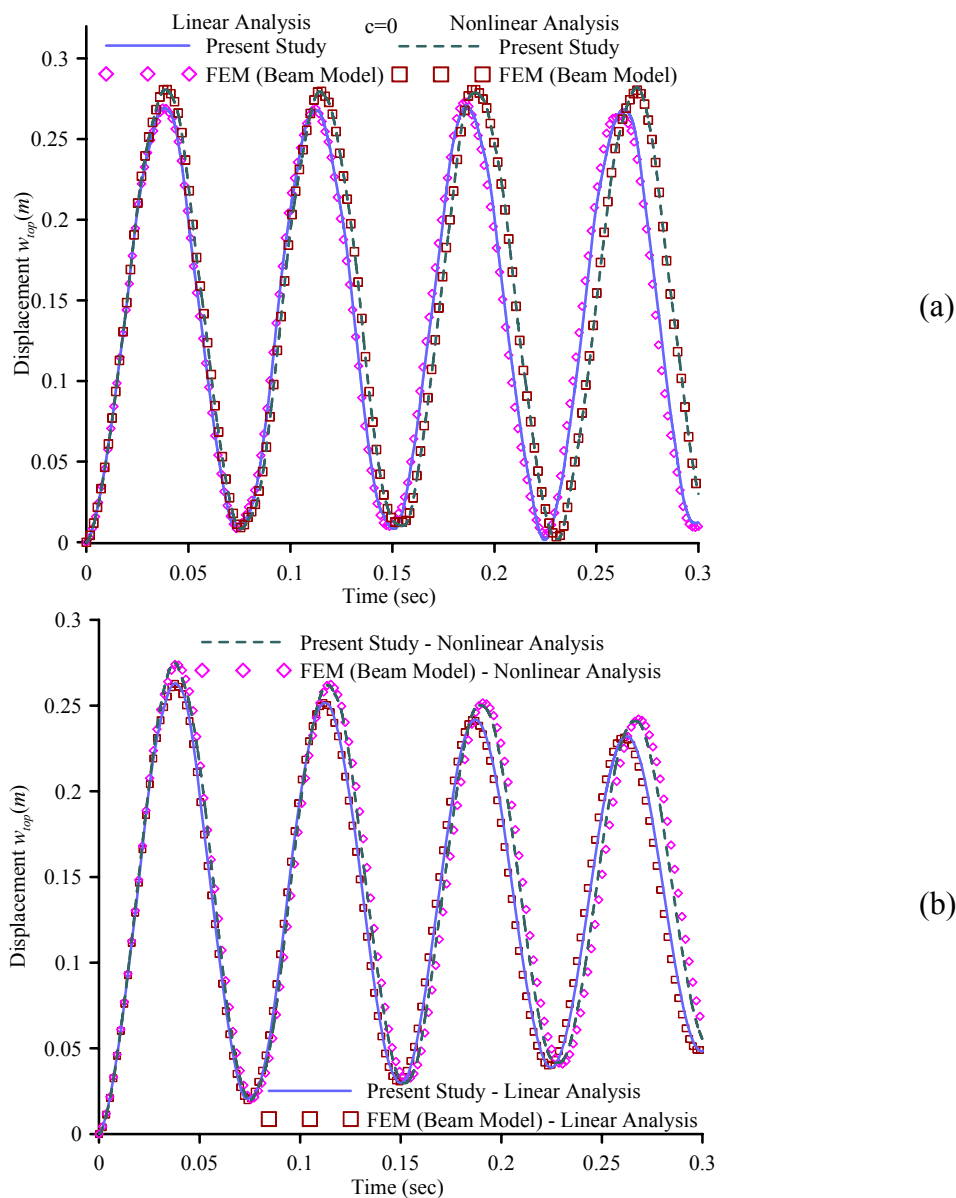 Linear Analysis c=0 Nonlinear Analysis
Present Study Present Study
FEM (Beam Model) FEM (Beam Model)
0.3
0.25
0.2
0.15
0.1
0.05
0
Displacement w_top(m)
0 0.05 0.1 0.15 0.2 0.25 0.3
Time (sec)
(a)
0.3
0.25
0.2
0.15
0.1
0.05
0
Present Study - Nonlinear Analysis
FEM (Beam Model) - Nonlinear Analysis
Displacement w_top(m)
Present Study - Linear Analysis
FEM (Beam Model) - Linear Analysis
0 0.05 0.1 0.15 0.2 0.25 0.3
Time (sec)
(b)